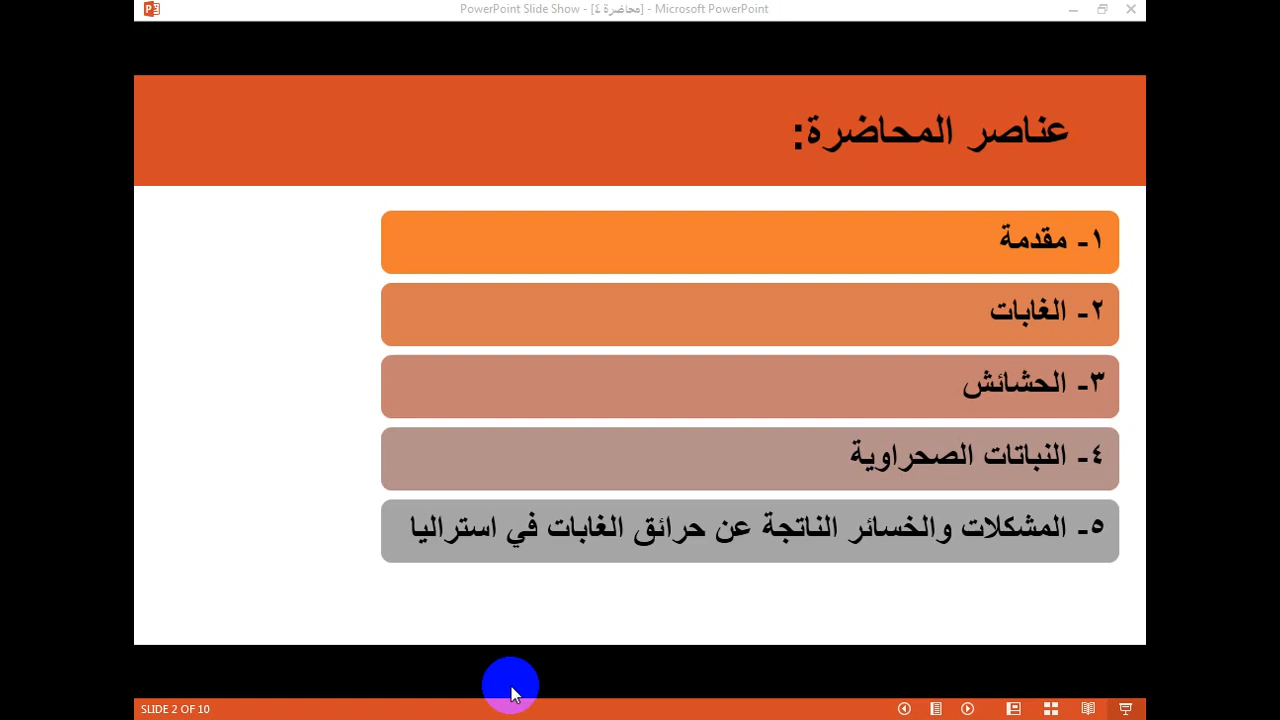 PowerPoint Slide Show - [محاضرة ٤] - Microsoft PowerPoint
عناصر المحاضرة:
١- مقدمة
٢- الغابات
٣- الحشائش
٤- النباتات الصحراوية
٥- المشكلات والخسائر الناتجة عن حرائق الغابات في استراليا
SLIDE 2 OF 10